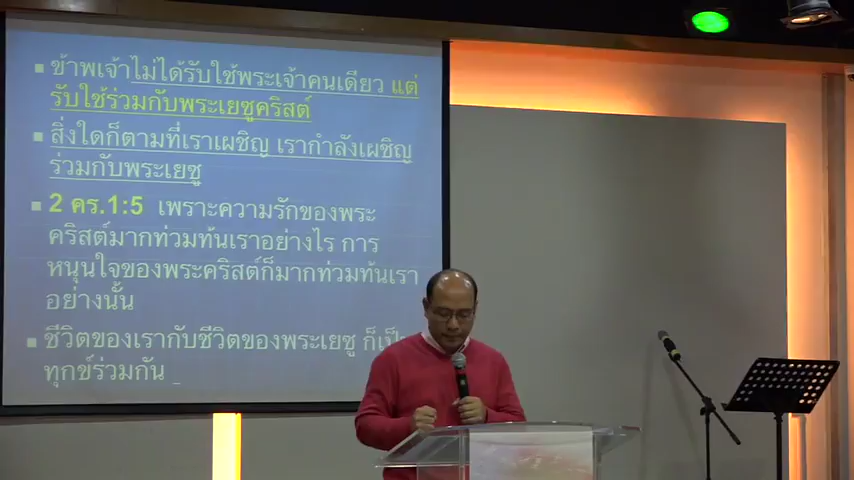 ข้าพเจ้าไม่ได้รับใช้พระเจ้าคนเดียว แต่
รับใช้ร่วมกับพระเยซูคริสต์
สิ่งใดก็ตามที่เราเผชิญ เรากำลังเผชิญ
ร่วมกับพระเยซู
2 คร.1:5 เพราะความรักของพระ
คริสต์มากท่วมท้นเราอย่างไร การ
หนุนใจของพระคริสต์ก็มากท่วมท้นเรา
อย่างนั้น
ชีวิตของเรากับชีวิตของพระเยซู
ทุกข์ร่วมกัน